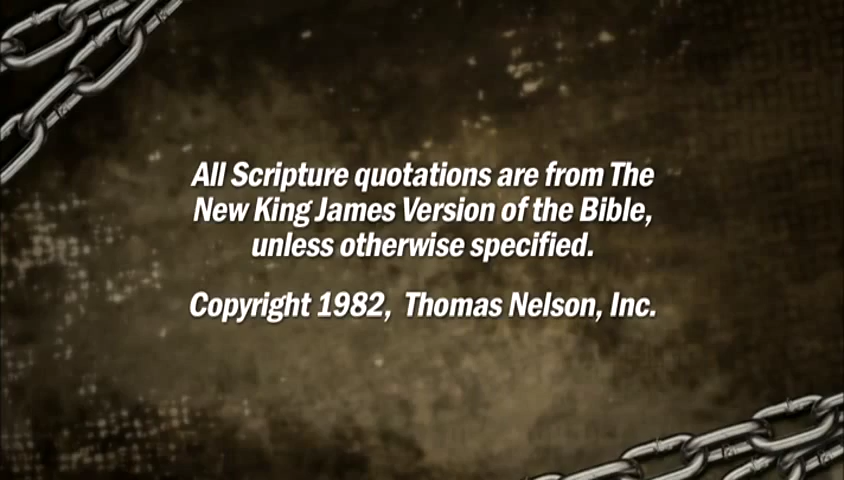 All Scripture quotations are from The
New King James Version of the Bible,
unless otherwise specified.
Copyright 1982, Thomas Nelson, Inc.